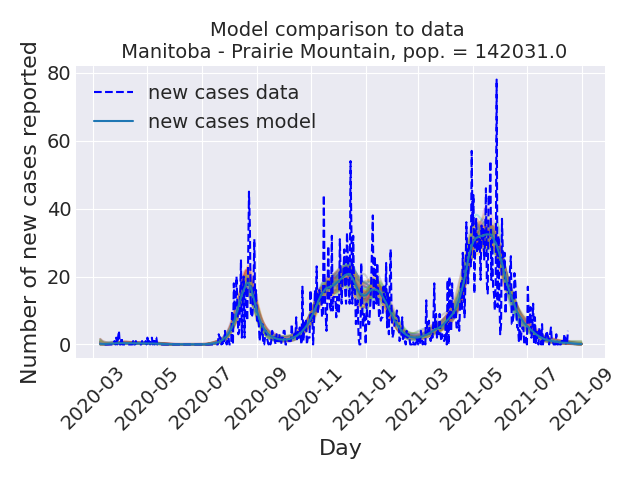 Model comparison to data
Manitoba - Prairie Mountain, pop. = 142031.0
Number of new cases reported
80
60
40
20
0
new cases data
new cases model
2020-03
2020-05
2020-07
2020-09
2020-11
2021-01
2021-03
2021-05
2021-07
2021-09
Day